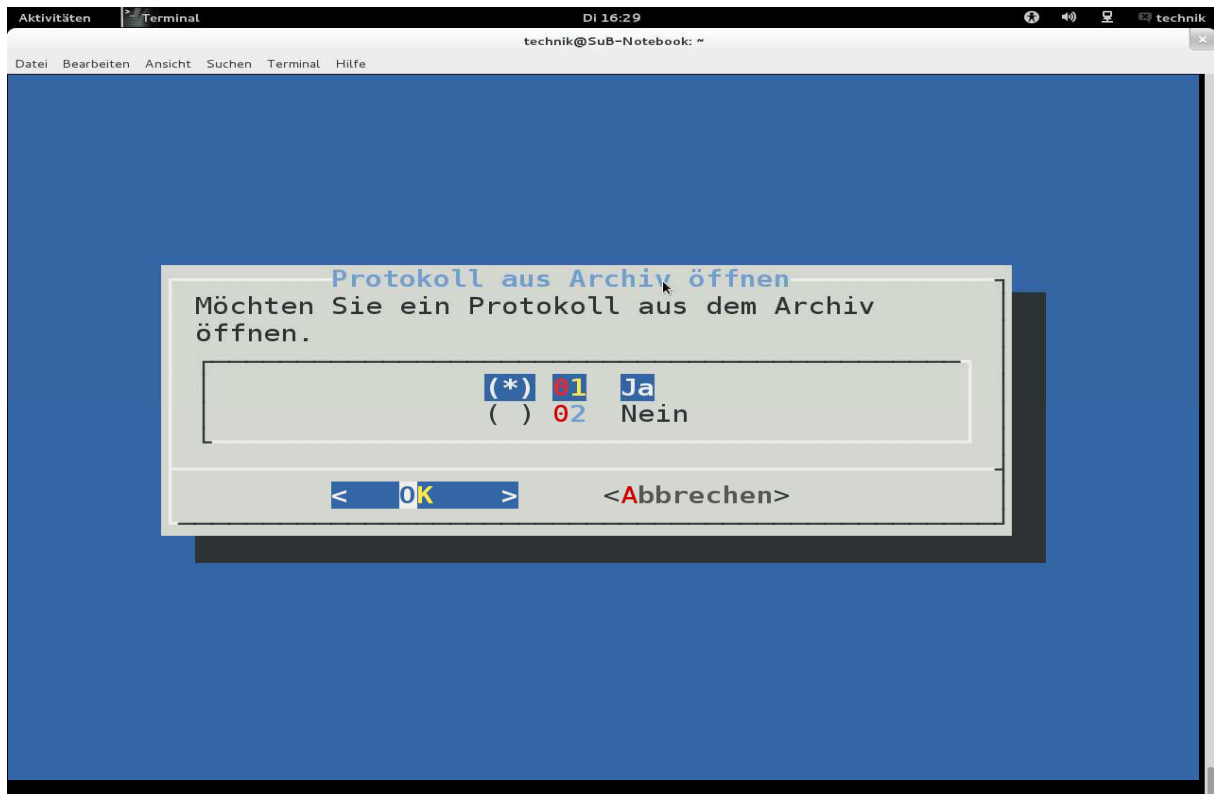 Aktivitäten Terminal Di 16:29 technik
technik@SuB-Notebook: ~
Datei Bearbeiten Ansicht Suchen Terminal Hilfe
Protokoll aus Archiv öffnen
Möchten Sie ein Protokoll aus dem Archiv
öffnen.
(*) 01 Ja
( ) 02 Nein
< OK > <Abbrechen>